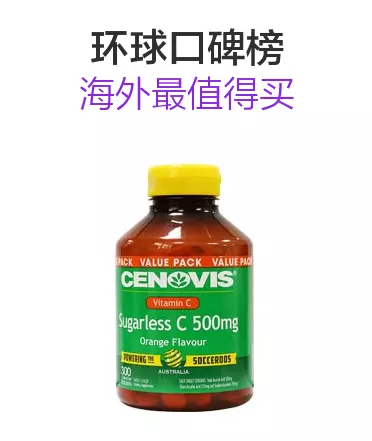 环球口碑榜
海外最值得买
PACK VALUE PACK VALUE PACK
CENOVIS®
Vitamin C
Sugarless C 500mg
Orange Flavour
POWERING THE SOCCEROOS
AUSTRALIA
300